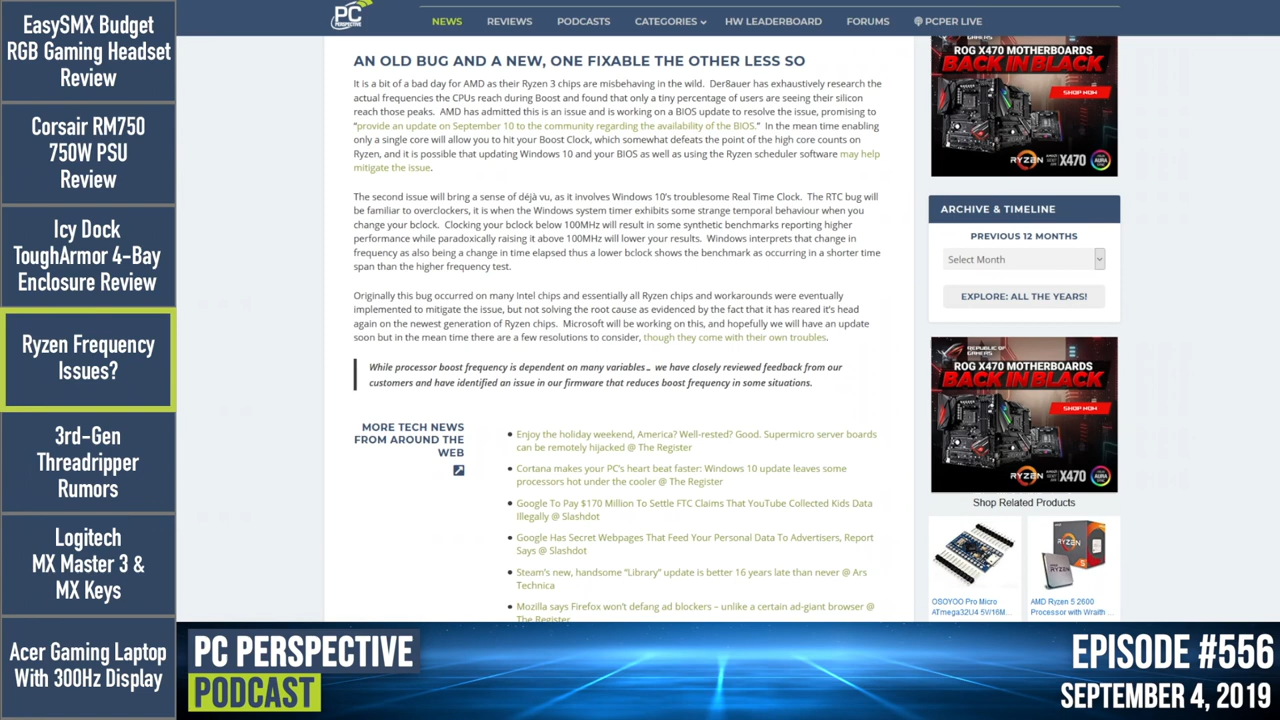 EasySMX Budget
RGB Gaming Headset
Review
Corsair RM750
750W PSU
Review
Icy Dock
ToughArmor 4-Bay
Enclosure Review
Ryzen Frequency
Issues?
3rd-Gen
Threadripper
Rumors
Logitech
MX Master 3 &
MX Keys
Acer Gaming Laptop
With 300Hz Display
PC
PERSPECTIVE
NEWS REVIEWS PODCASTS CATEGORIES HW LEADERBOARD FORUMS PCPER LIVE
AN OLD BUG AND A NEW, ONE FIXABLE THE OTHER LESS SO
It is a bit of a bad day for AMD as their Ryzen 3 chips are misbehaving in the wild. Der8auer has exhaustively research the
actual frequencies the CPUs reach during Boost and found that only a tiny percentage of users are seeing their silicon
reach those peaks. AMD has admitted this is an issue and is working on a BIOS update to resolve the issue, promising to
“provide an update on September 10 to the community regarding the availability of the BIOS.” In the mean time enabling
only a single core will allow you to hit your Boost Clock, which somewhat defeats the point of the high core counts on
Ryzen, and it is possible that updating Windows 10 and your BIOS as well as using the Ryzen scheduler software may help
mitigate the issue.
The second issue will bring a sense of déjà vu, as it involves Windows 10's troublesome Real Time Clock. The RTC bug will
be familiar to overclockers, it is when the Windows system timer exhibits some strange temporal behaviour when you
change your bclock. Clocking your bclock below 100MHz will result in some synthetic benchmarks reporting higher
performance while paradoxically raising it above 100MHz will lower your results. Windows interprets that change in
frequency as also being a change in time elapsed thus a lower bclock shows the benchmark as occurring in a shorter time
span than the higher frequency test.
Originally this bug occurred on many Intel chips and essentially all Ryzen chips and workarounds were eventually
implemented to mitigate the issue, but not solving the root cause as evidenced by the fact that it has reared it's head
again on the newest generation of Ryzen chips. Microsoft will be working on this, and hopefully we will have an update
soon but in the mean time there are a few resolutions to consider, though they come with their own troubles.
While processor boost frequency is dependent on many variables… we have closely reviewed feedback from our
customers and have identified an issue in our firmware that reduces boost frequency in some situations.
MORE TECH NEWS
FROM AROUND THE
WEB
Enjoy the holiday weekend, America? Well-rested? Good. Supermicro server boards
can be remotely hijacked @ The Register
Cortana makes your PC's heart beat faster: Windows 10 update leaves some
processors hot under the cooler @ The Register
Google To Pay $170 Million To Settle FTC Claims That YouTube Collected Kids Data
Illegally @ Slashdot
Google Has Secret Webpages That Feed Your Personal Data To Advertisers, Report
Says @ Slashdot
Steam's new, handsome “Library” update is better 16 years late than never @ Ars
Technica
Mozilla says Firefox won't defang ad blockers – unlike a certain ad-giant browser @
The Register
ROG X470 MOTHERBOARDS
BACK IN BLACK
SHOP NOW
RYZEN X470
ARCHIVE & TIMELINE
PREVIOUS 12 MONTHS
Select Month
EXPLORE: ALL THE YEARS!
REPUBLIC OF
GAMERS
ROG X470 MOTHERBOARDS
BACK IN BLACK
SHOP NOW
RYZEN X470
Shop Related Products
RYZEN
OSOYOO Pro Micro
ATmega32U4 5V/16M...
AMD Ryzen 5 2600
Processor with Wraith ...
PC PERSPECTIVE
PODCAST
EPISODE #556
SEPTEMBER 4, 2019